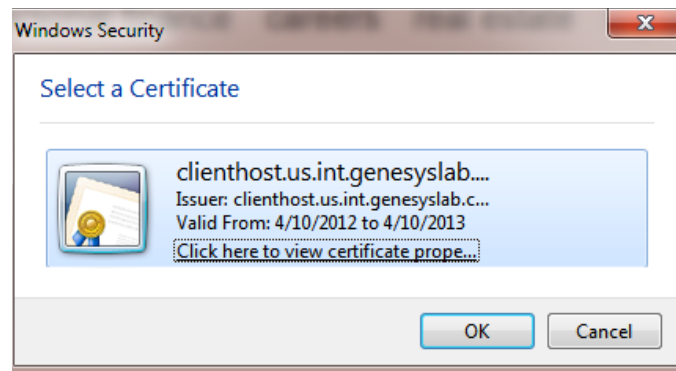 Windows Security
Select a Certificate
clienthost.us.int.genesyslab....
Issuer: clienthost.us.int.genesyslab.c...
Valid From: 4/10/2012 to 4/10/2013
Click here to view certificate prope...
OK
Cancel